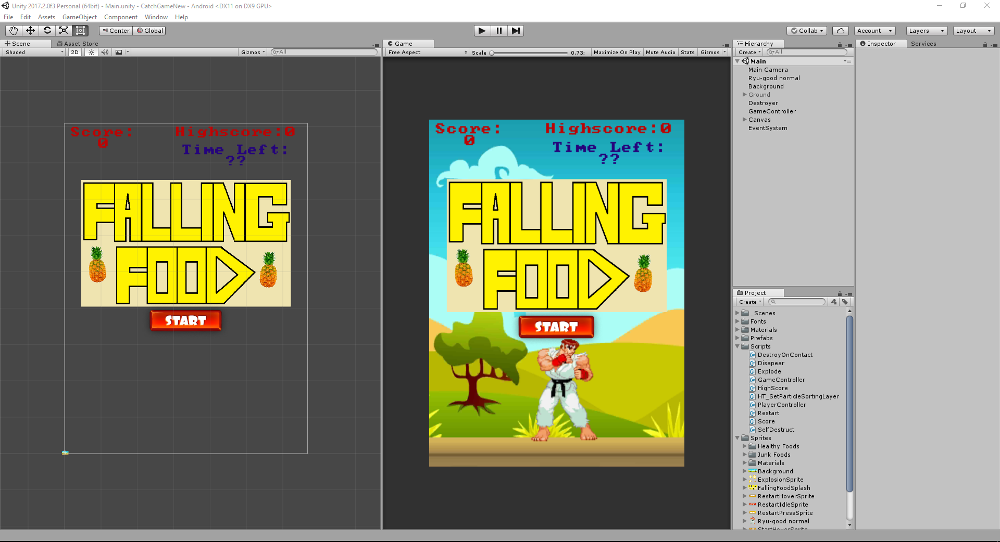 Unity 2017.2.0f3 Personal (64bit) - Main.unity - CatchGameNew - Android <DX11 on DX9 GPU>
File Edit Assets GameObject Component Window Help
Center Global Collab Account Layers Layout
Scene Asset Store
Shaded 2D Gizmos All
Score:
0
Highscore:0
Time Left:
??
FALLING
FOOD
START
Game
Free Aspect Scale 0.73: Maximize On Play Mute Audio Stats Gizmos
Score:
0
Highscore:0
Time Left:
??
FALLING
FOOD
START
Hierarchy
Create All
Main
Main Camera
Ryu-good normal
Background
Ground
Destroyer
GameController
Canvas
EventSystem
Project
Create
_Scenes
Fonts
Materials
Prefabs
Scripts
DestroyOnContact
Disapear
Explode
GameController
HighScore
HT_SetParticleSortingLayer
PlayerController
Restart
Score
SelfDestruct
Sprites
Healthy Foods
Junk Foods
Materials
Background
ExplosionSprite
FallingFoodSplash
RestartHoverSprite
RestartIdleSprite
RestartPressSprite
Ryu-good normal
StartHoverSprite
Inspector Services